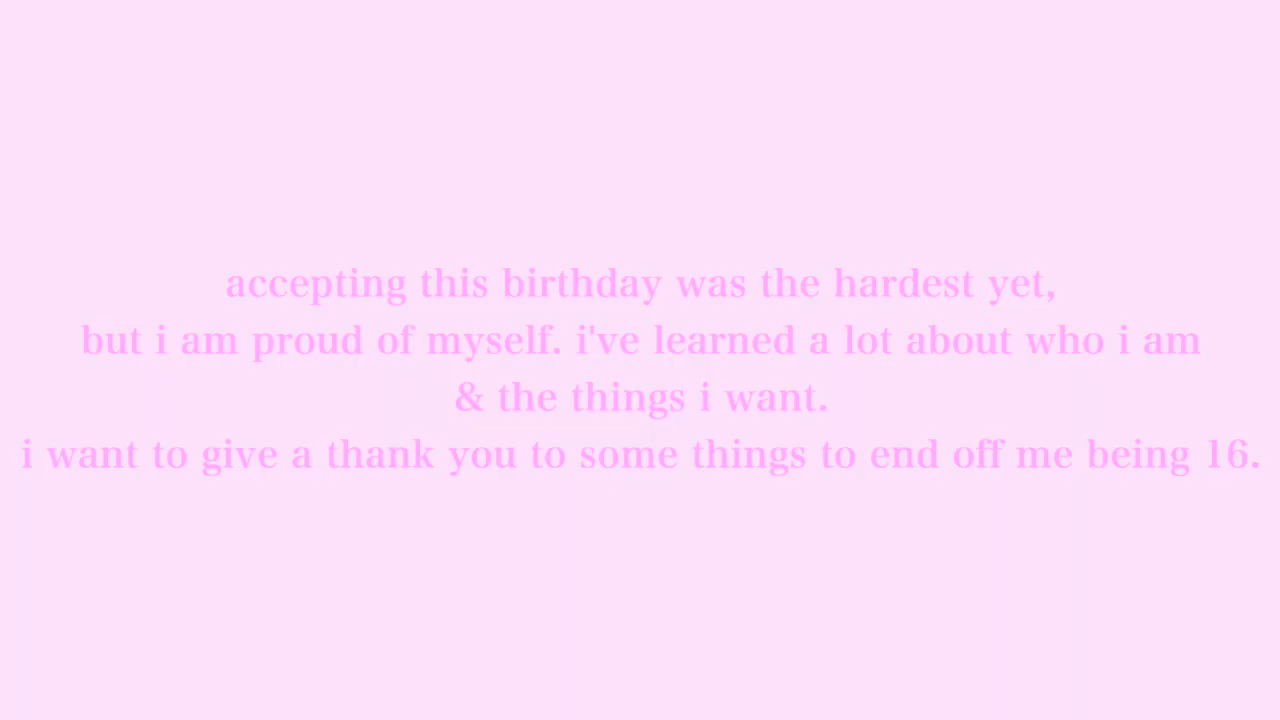 accepting this birthday was the hardest yet,
but i am proud of myself. i've learned a lot about who i am
& the things i want.
i want to give a thank you to some things to end off me being 16.